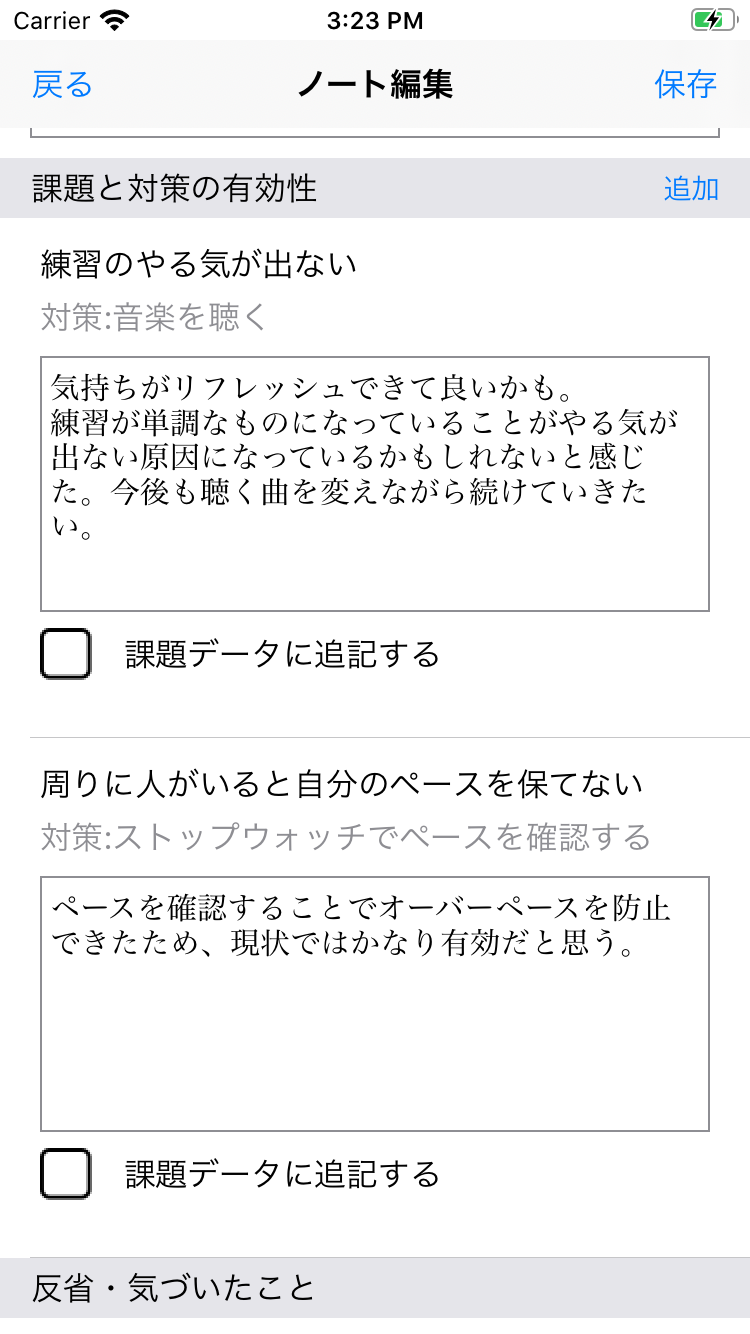 Carrier 3:23 PM
戻る ノート編集 保存
課題と対策の有効性 追加
練習のやる気が出ない
対策:音楽を聴く
気持ちがリフレッシュできて良いかも。
練習が単調なものになっていることがやる気が
出ない原因になっているかもしれないと感じ
た。今後も聴く曲を変えながら続けていきた
い。
課題データに追記する
周りに人がいると自分のペースを保てない
対策:ストップウォッチでペースを確認する
ペースを確認することでオーバーペースを防止
できたため、現状ではかなり有効だと思う。
課題データに追記する
反省・気づいたこと